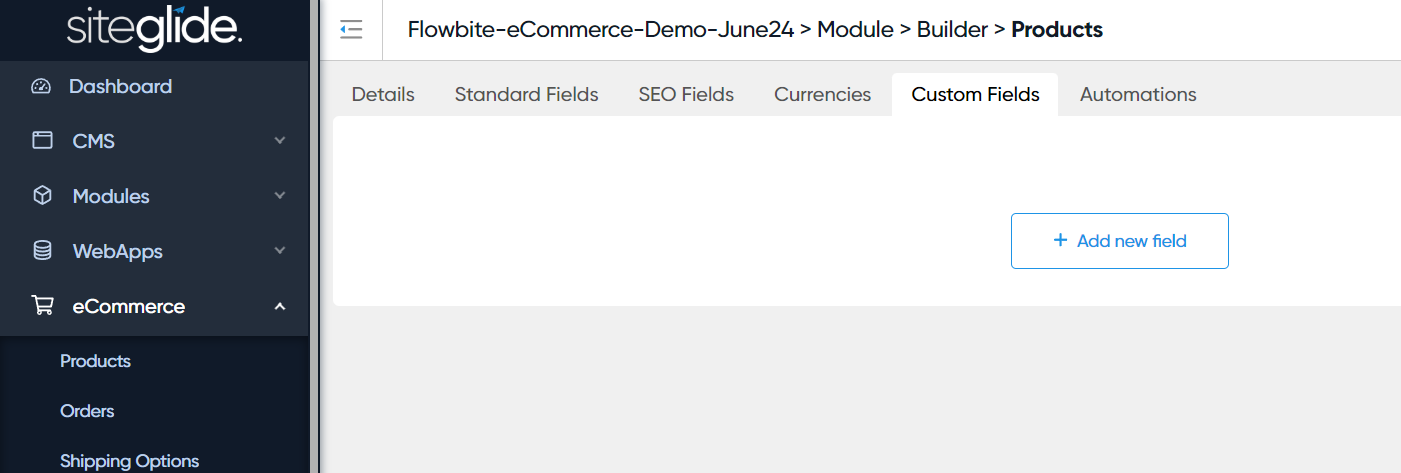 siteglide.
Flowbite-eCommerce-Demo-June24 > Module > Builder > Products
Dashboard
CMS
Modules
WebApps
eCommerce
Products
Orders
Shipping Options
Details Standard Fields SEO Fields Currencies Custom Fields Automations
+ Add new field